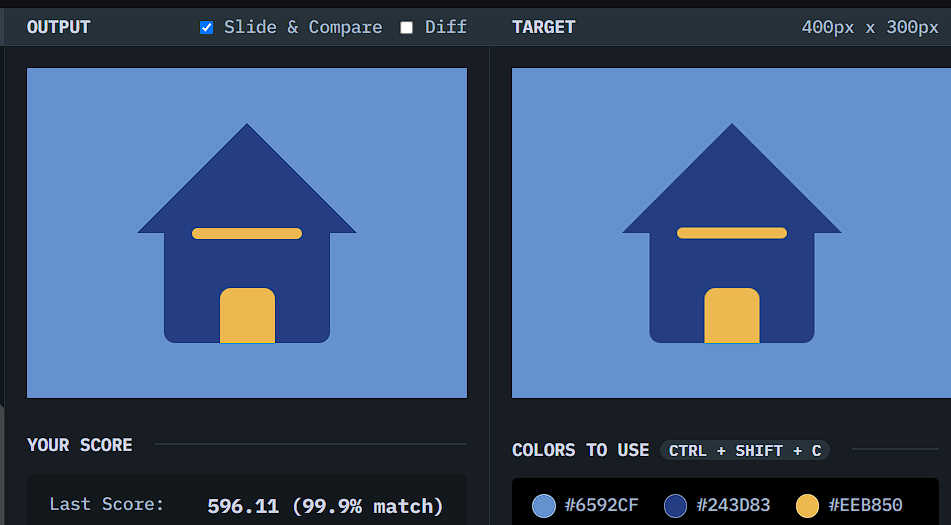 OUTPUT Slide & Compare Diff TARGET 400px x 300px
YOUR SCORE
Last Score: 596.11 (99.9% match)
COLORS TO USE CTRL + SHIFT + C
#6592CF #243D83 #EEB850